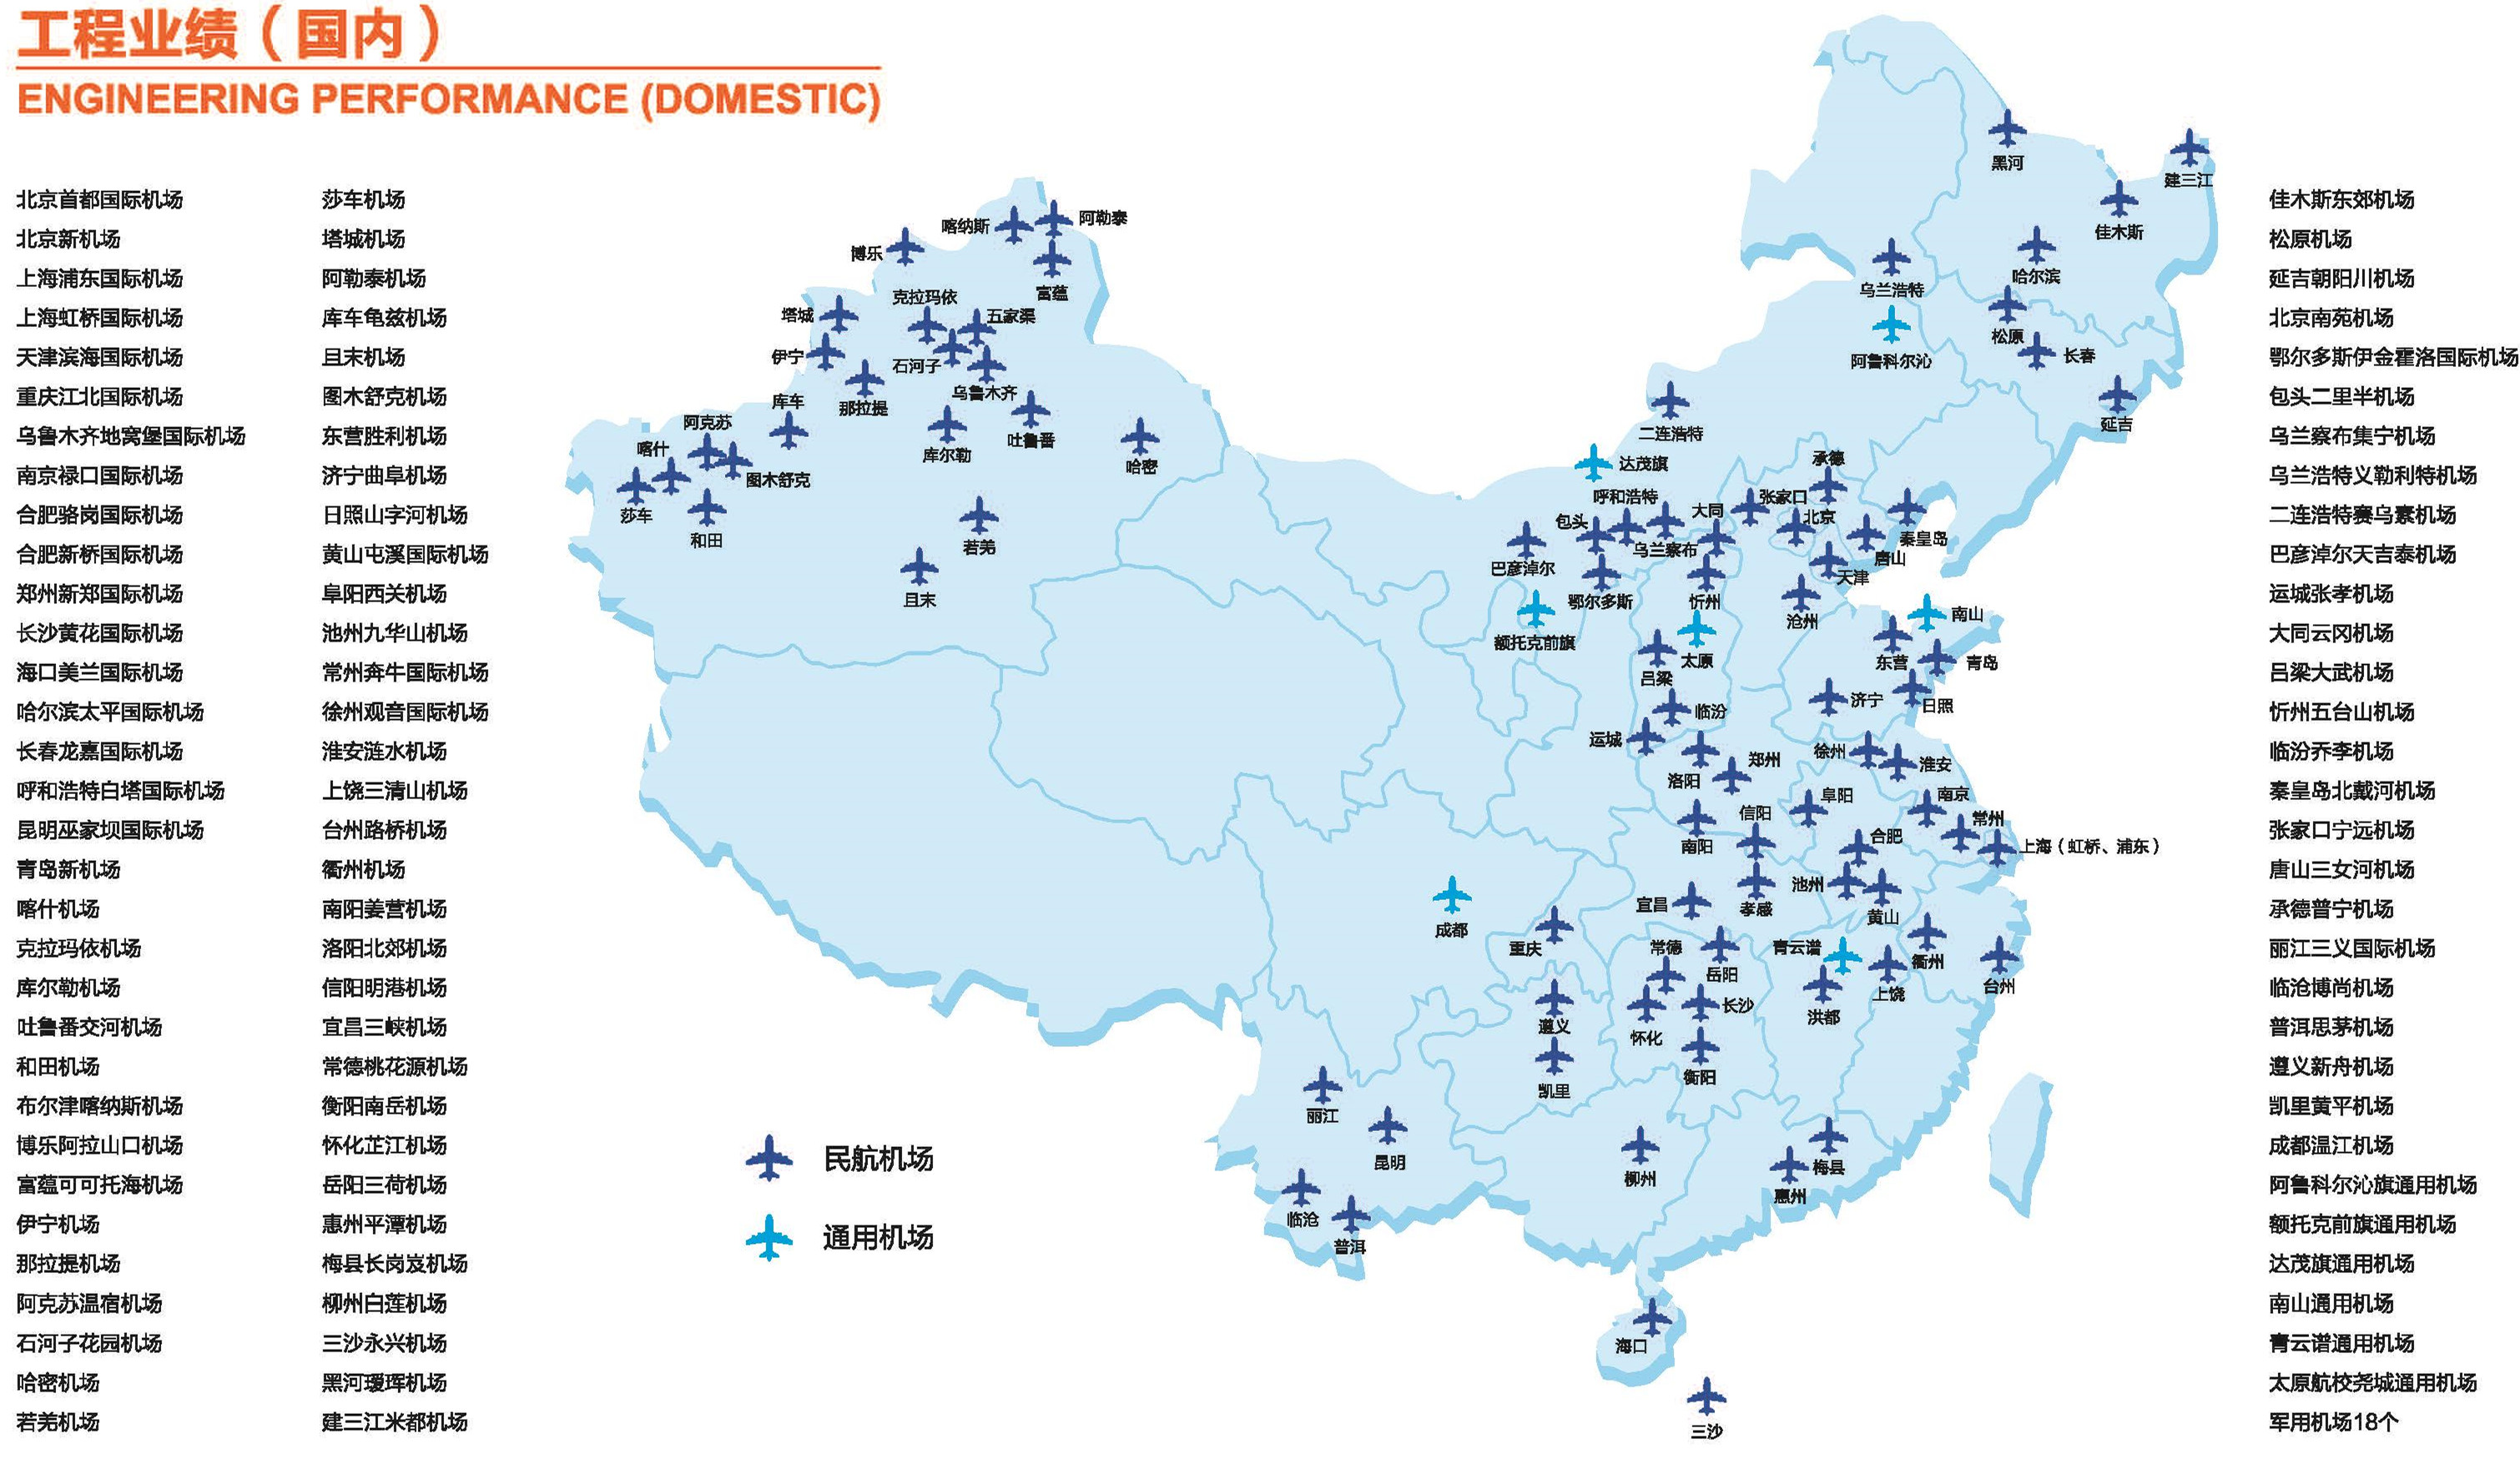 工程业绩（国内）
ENGINEERING PERFORMANCE (DOMESTIC)
北京首都国际机场
北京新机场
上海浦东国际机场
上海虹桥国际机场
天津滨海国际机场
重庆江北国际机场
乌鲁木齐地窝堡国际机场
南京禄口国际机场
合肥骆岗国际机场
合肥新桥国际机场
郑州新郑国际机场
长沙黄花国际机场
海口美兰国际机场
哈尔滨太平国际机场
长春龙嘉国际机场
呼和浩特白塔国际机场
昆明巫家坝国际机场
青岛新机场
喀什机场
克拉玛依机场
库尔勒机场
吐鲁番交河机场
和田机场
布尔津喀纳斯机场
博乐阿拉山口机场
富蕴可可托海机场
伊宁机场
那拉提机场
阿克苏温宿机场
石河子花园机场
哈密机场
若羌机场
莎车机场
塔城机场
阿勒泰机场
库车龟兹机场
且末机场
图木舒克机场
东营胜利机场
济宁曲阜机场
日照山字河机场
黄山屯溪国际机场
阜阳西关机场
池州九华山机场
常州奔牛国际机场
徐州观音国际机场
淮安涟水机场
上饶三清山机场
台州路桥机场
衢州机场
南阳姜营机场
洛阳北郊机场
信阳明港机场
宜昌三峡机场
常德桃花源机场
衡阳南岳机场
怀化芷江机场
岳阳三荷机场
惠州平潭机场
梅县长岗岌机场
柳州白莲机场
三沙永兴机场
黑河瑷珲机场
建三江米都机场
黑河
建三江
佳木斯
哈尔滨
乌兰浩特
松原
长春
阿鲁科尔沁
延吉
喀纳斯
阿勒泰
博乐
富蕴
克拉玛依
塔城
五家渠
伊宁
石河子
乌鲁木齐
那拉提
库车
阿克苏
吐鲁番
库尔勒
哈密
喀什
图木舒克
莎车
和田
若羌
且末
二连浩特
达茂旗
承德
呼和浩特
张家口
大同
北京
包头
乌兰察布
秦皇岛
唐山
巴彦淖尔
天津
鄂尔多斯
忻州
沧州
南山
额托克前旗
太原
东营
青岛
吕梁
济宁
日照
临汾
运城
徐州
郑州
淮安
洛阳
阜阳
南京
信阳
常州
合肥
南阳
上海（虹桥、浦东）
池州
宜昌
孝感
黄山
成都
重庆
常德
青云谱
衢州
岳阳
上饶
台州
长沙
洪都
遵义
怀化
衡阳
凯里
丽江
昆明
柳州
梅县
惠州
临沧
普洱
海口
三沙
民航机场
通用机场
佳木斯东郊机场
松原机场
延吉朝阳川机场
北京南苑机场
鄂尔多斯伊金霍洛国际机场
包头二里半机场
乌兰察布集宁机场
乌兰浩特义勒利特机场
二连浩特赛乌素机场
巴彦淖尔天吉泰机场
运城张孝机场
大同云冈机场
吕梁大武机场
忻州五台山机场
临汾乔李机场
秦皇岛北戴河机场
张家口宁远机场
唐山三女河机场
承德普宁机场
丽江三义国际机场
临沧博尚机场
普洱思茅机场
遵义新舟机场
凯里黄平机场
成都温江机场
阿鲁科尔沁旗通用机场
额托克前旗通用机场
达茂旗通用机场
南山通用机场
青云谱通用机场
太原航校尧城通用机场
军用机场18个